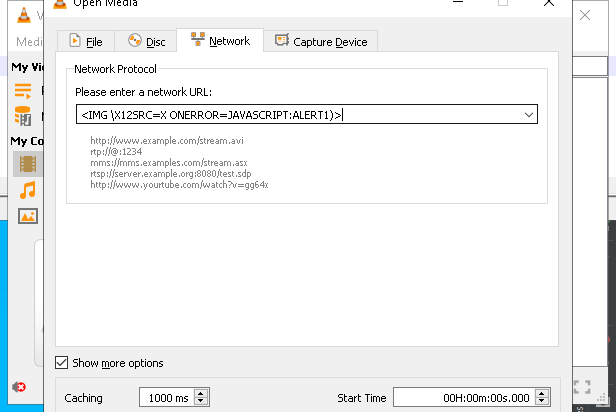 Open Media
V
Medi
File
Disc
Network
Capture Device
My Vi
Network Protocol
Please enter a network URL:
<IMG \X12SRC=X ONERROR=JAVASCRIPT:ALERT1)>
http://www.example.com/stream.avi
rtp://@:1234
mms://mms.examples.com/stream.asx
rtsp://server.example.org:8080/test.sdp
http://www.yourtube.com/watch?v=gg64x
P
M
My Co
Show more options
Caching
1000 ms
Start Time
00H:00m:00s.000